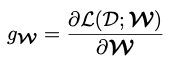 g_𝓦 = ∂ℒ(𝒟; 𝓦) / ∂𝓦